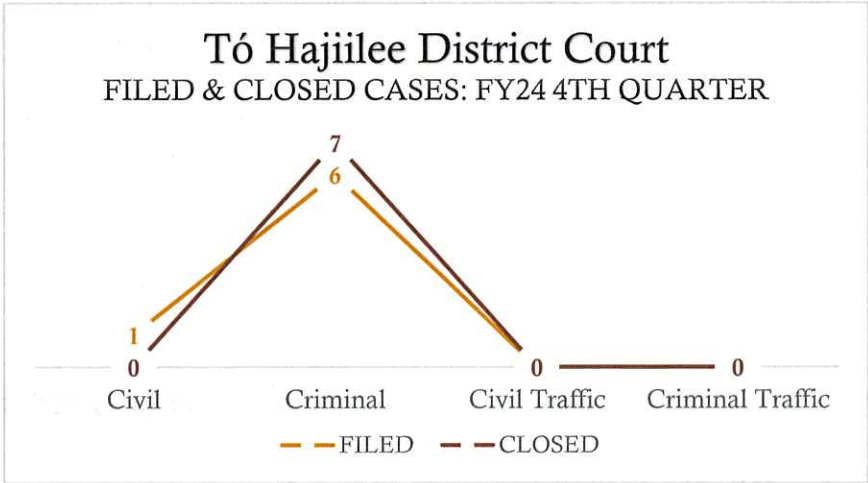 Tó Hajiilee District Court
FILED & CLOSED CASES: FY24 4TH QUARTER
7
6
1
0 0 0
Civil Criminal Civil Traffic Criminal Traffic
FILED CLOSED